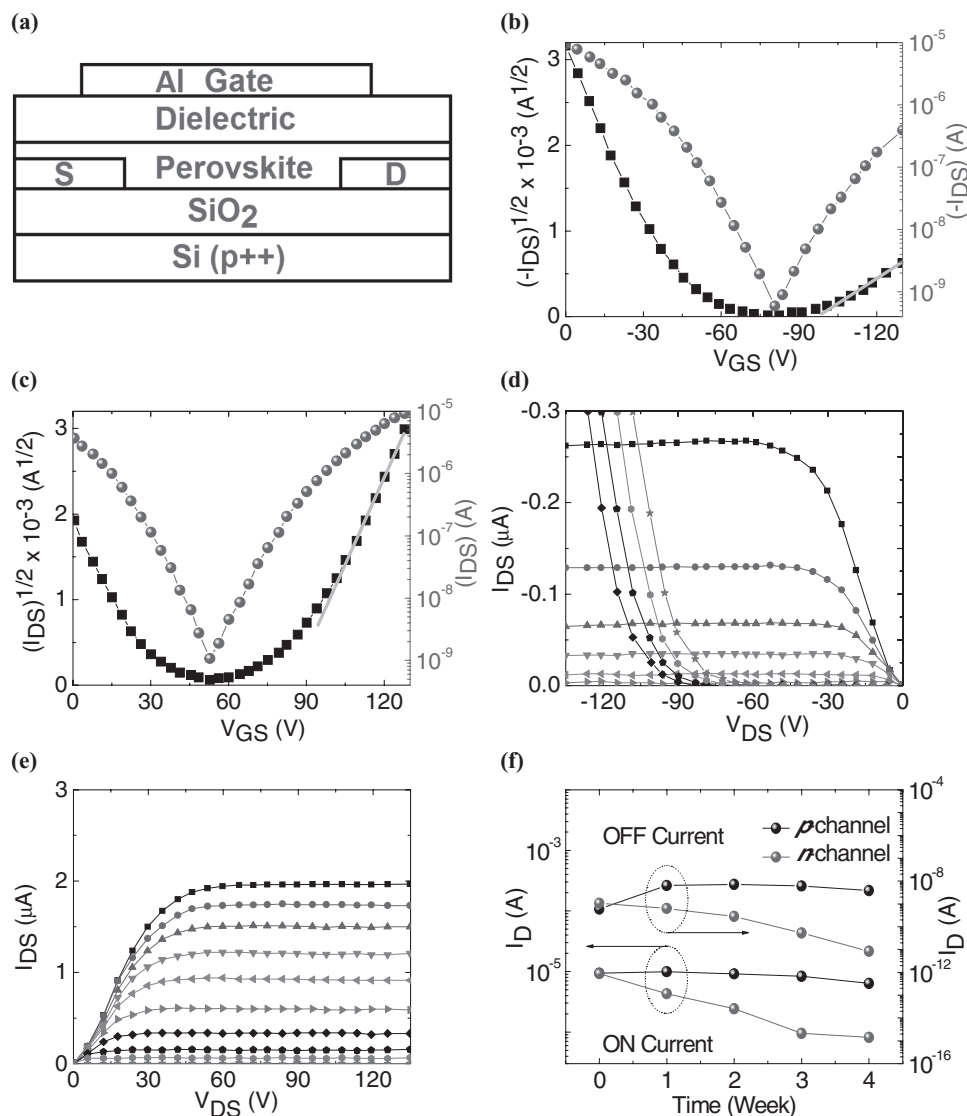 (a)
Al Gate
Dielectric
S Perovskite D
SiO2
Si (p++)
(b)
(-IDS)1/2 x 10-3 (A1/2)
3
2
1
0
0 -30 -60 -90 -120
VGS (V)
10-5
10-6
10-7
10-8
10-9
(-IDS) (A)
(c)
(IDS)1/2 x 10-3 (A1/2)
3
2
1
0
0 30 60 90 120
VGS (V)
10-5
10-6
10-7
10-8
10-9
(IDS) (A)
(d)
IDS (μA)
-0.3
-0.2
-0.1
0.0
-120 -90 -60 -30 0
VDS (V)
(e)
IDS (μA)
3
2
1
0
0 30 60 90 120
VDS (V)
(f)
ID (A)
10-3
10-5
OFF Current
p-channel
n-channel
ON Current
0 1 2 3 4
Time (Week)
10-4
10-8
10-12
10-16
ID (A)